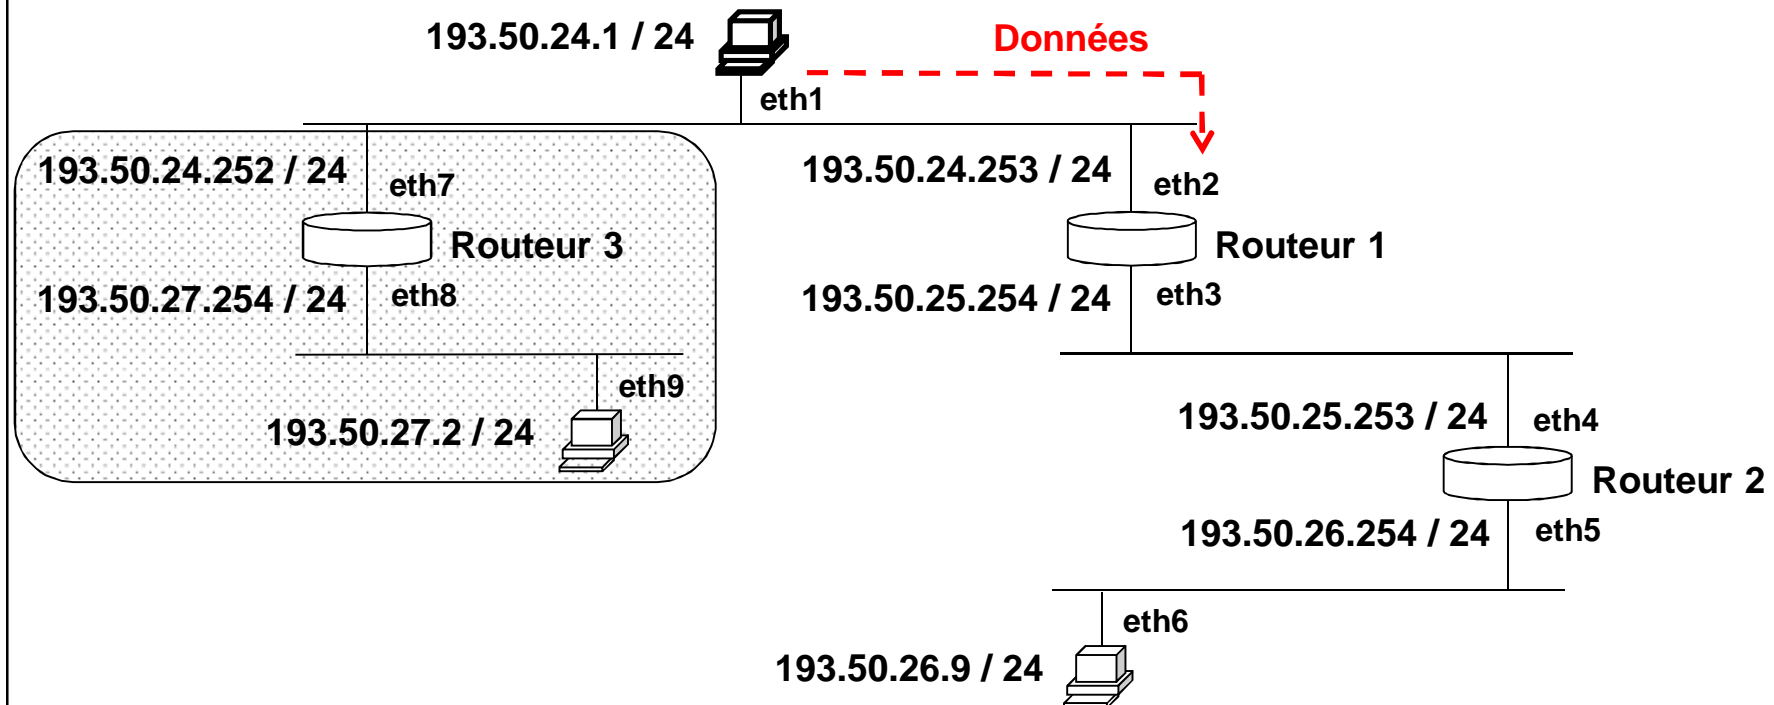 193.50.24.1 / 24
Données
eth1
193.50.24.252 / 24
eth7
193.50.24.253 / 24
eth2
Routeur 3
Routeur 1
193.50.27.254 / 24
eth8
193.50.25.254 / 24
eth3
eth9
193.50.27.2 / 24
193.50.25.253 / 24
eth4
Routeur 2
193.50.26.254 / 24
eth5
eth6
193.50.26.9 / 24